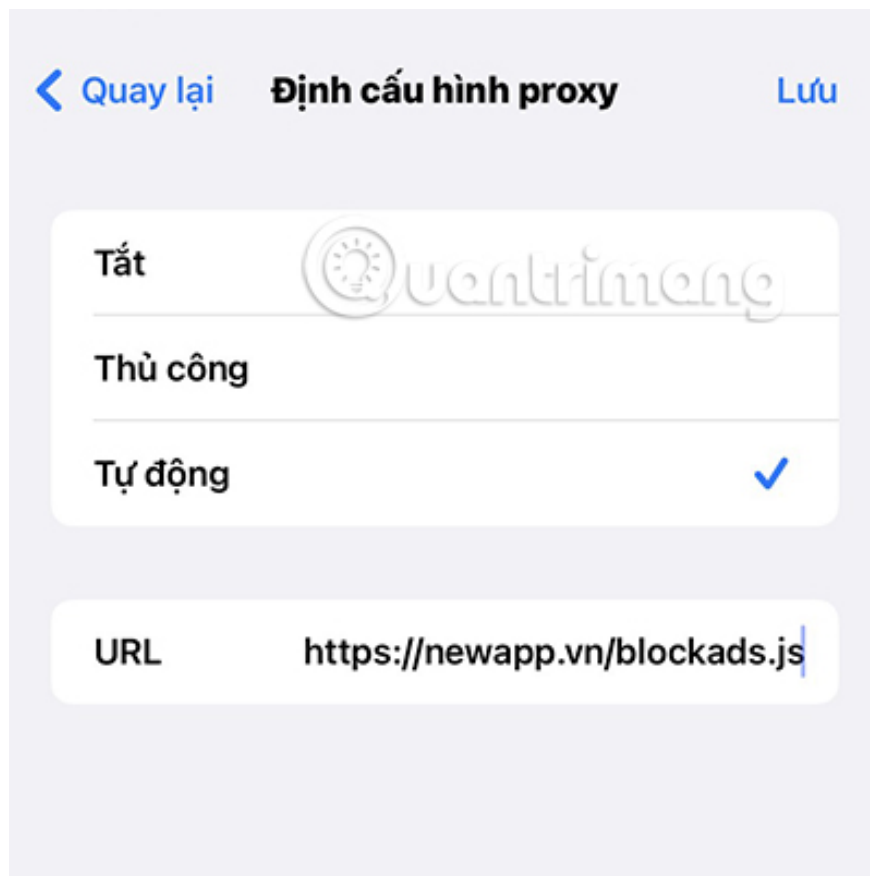 Quay lại Định cấu hình proxy Lưu
Tắt
Quantrimang
Thủ công
Tự động
URL https://newapp.vn/blockads.js